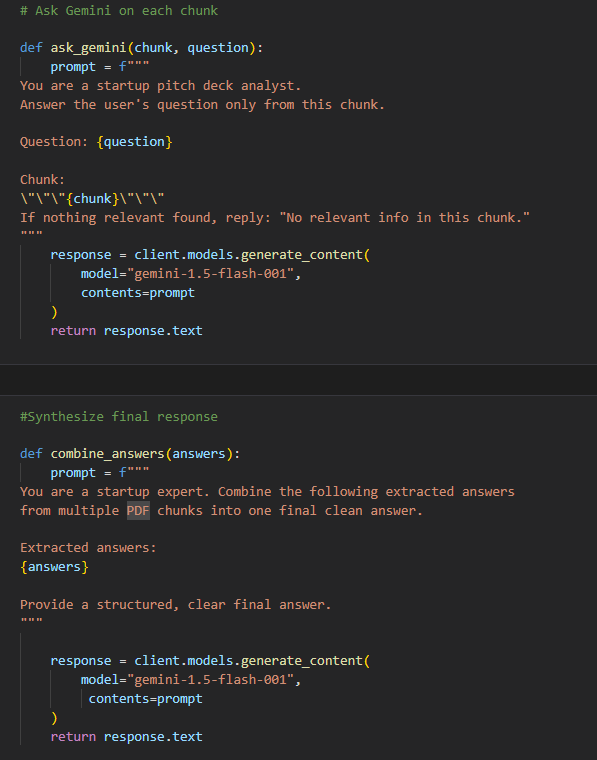 # Ask Gemini on each chunk
def ask_gemini(chunk, question):
    prompt = f"""
You are a startup pitch deck analyst.
Answer the user's question only from this chunk.
Question: {question}
Chunk:
\"\"\"{chunk}\"\"\"
If nothing relevant found, reply: "No relevant info in this chunk."
"""
    response = client.models.generate_content(
        model="gemini-1.5-flash-001",
        contents=prompt
    )
    return response.text
#Synthesize final response
def combine_answers(answers):
    prompt = f"""
You are a startup expert. Combine the following extracted answers
from multiple PDF chunks into one final clean answer.
Extracted answers:
{answers}
Provide a structured, clear final answer.
"""
    response = client.models.generate_content(
        model="gemini-1.5-flash-001",
         contents=prompt
    )
    return response.text